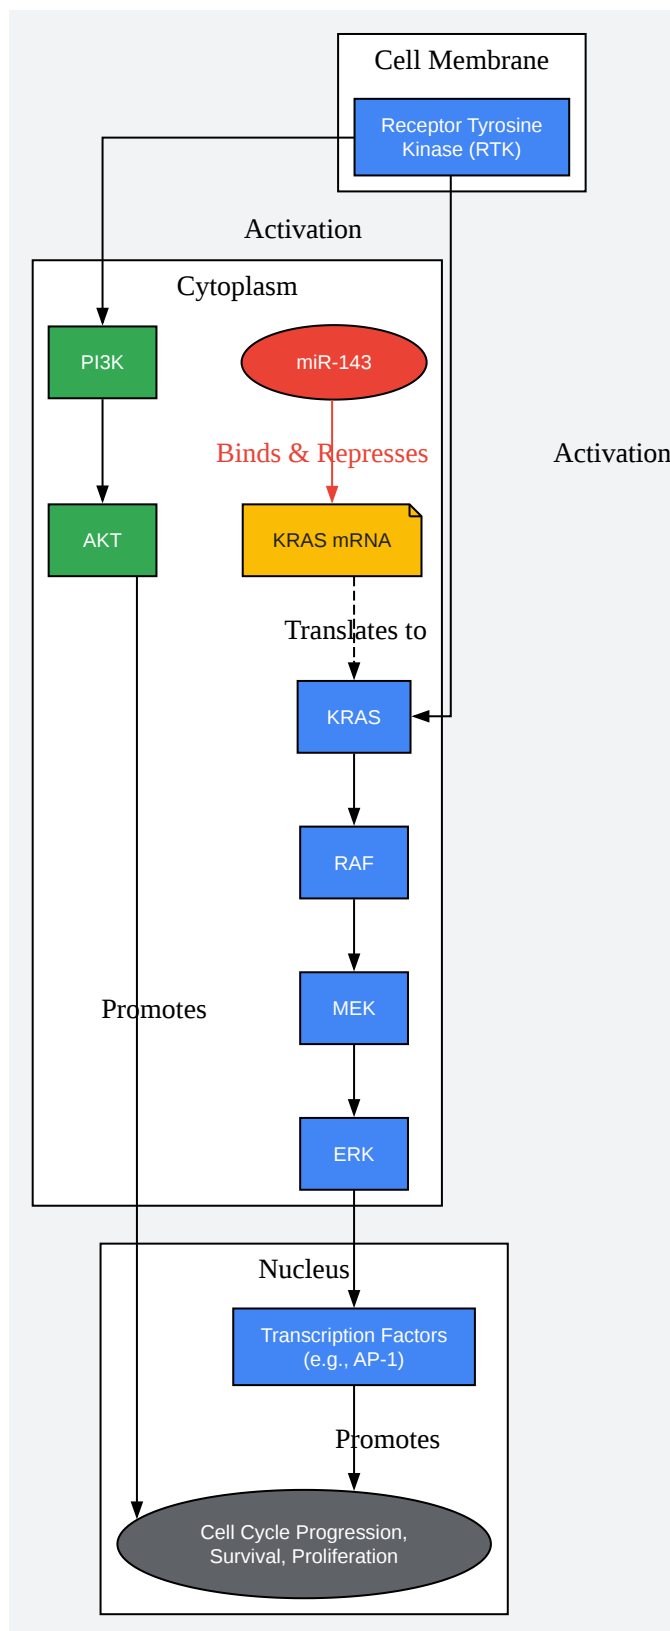 Cell Membrane
Receptor Tyrosine
Kinase (RTK)
Activation
Cytoplasm
PI3K
miR-143
Binds & Represses
Activation
AKT
KRAS mRNA
Translates to
KRAS
RAF
Promotes
MEK
ERK
Nucleus
Transcription Factors
(e.g., AP-1)
Promotes
Cell Cycle Progression,
Survival, Proliferation